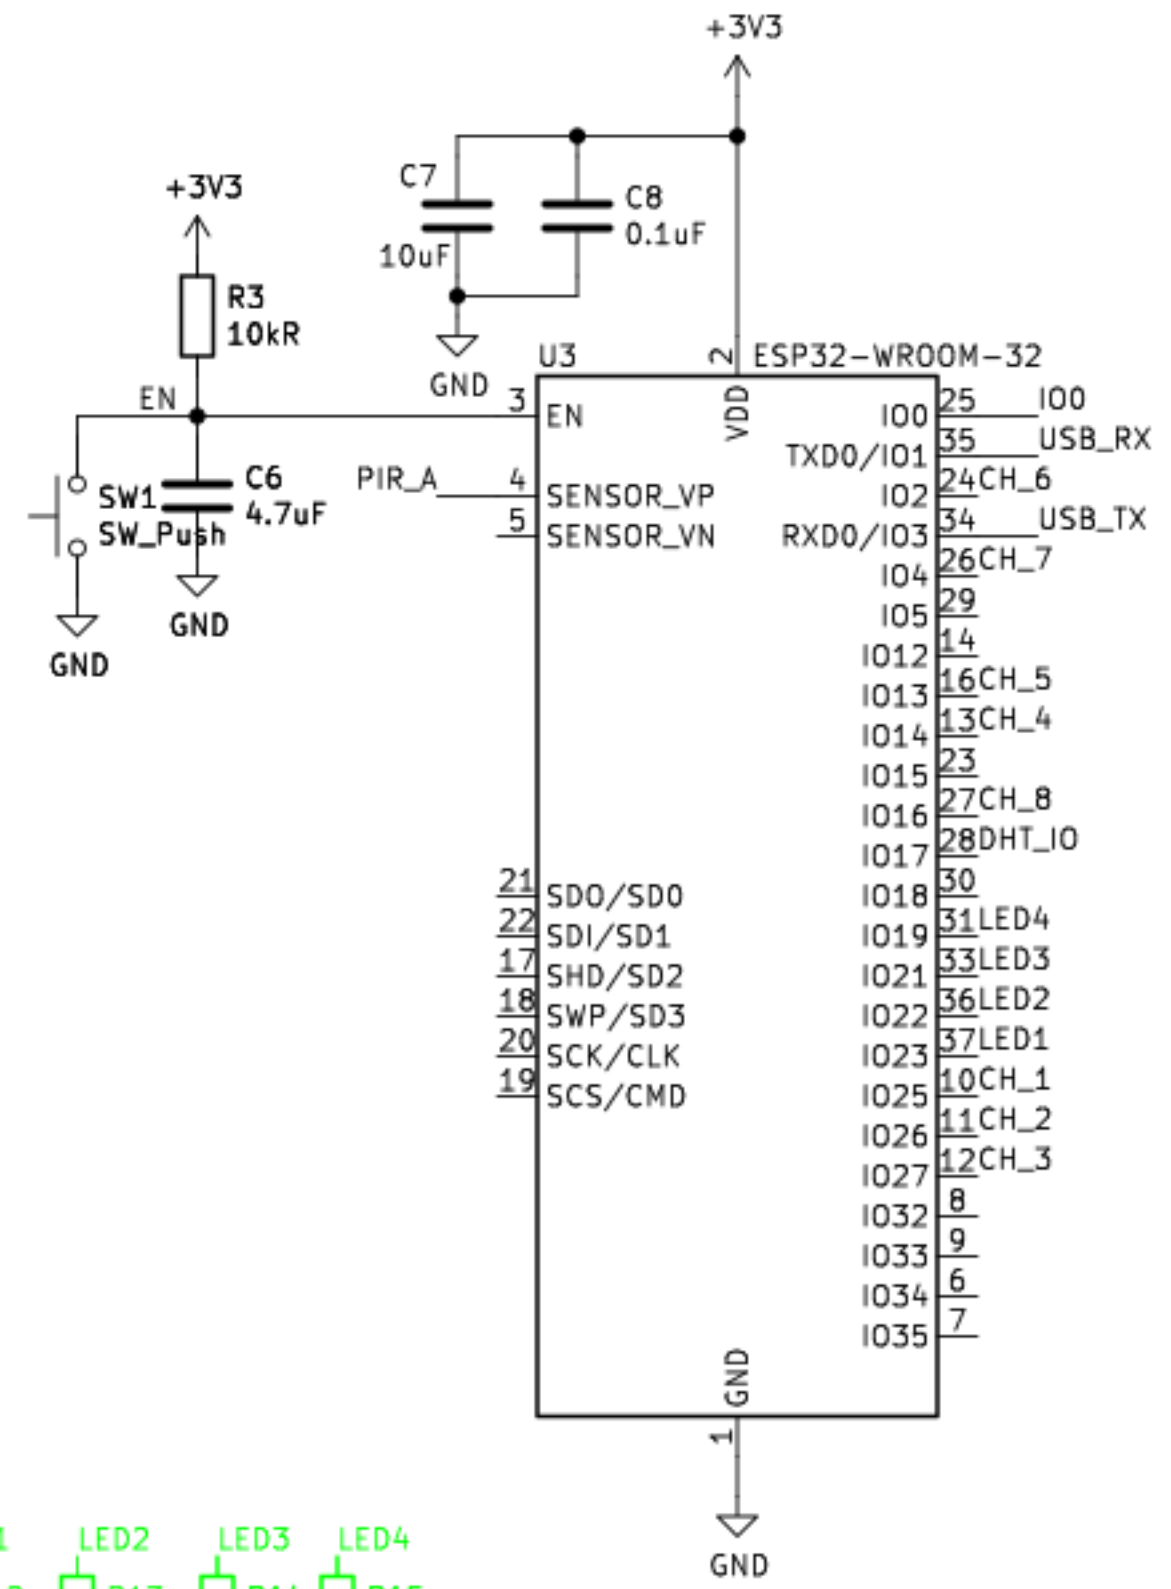 +3V3
C7
10uF
C8
0.1uF
+3V3
R3
10kR
EN
SW1
SW_Push
C6
4.7uF
GND
GND
GND
PIR_A
U3
ESP32-WROOM-32
2
VDD
3
EN
4
SENSOR_VP
5
SENSOR_VN
21
SDO/SD0
22
SDI/SD1
17
SHD/SD2
18
SWP/SD3
20
SCK/CLK
19
SCS/CMD
IO0 25 IO0
TXD0/IO1 35 USB_RX
IO2 24 CH_6
RXD0/IO3 34 USB_TX
IO4 26 CH_7
IO5 29
IO12 14
IO13 16 CH_5
IO14 13 CH_4
IO15 23
IO16 27 CH_8
IO17 28 DHT_IO
IO18 30
IO19 31 LED4
IO21 33 LED3
IO22 36 LED2
IO23 37 LED1
IO25 10 CH_1
IO26 11 CH_2
IO27 12 CH_3
IO32 8
IO33 9
IO34 6
IO35 7
GND
1
GND
LED2
LED3
LED4